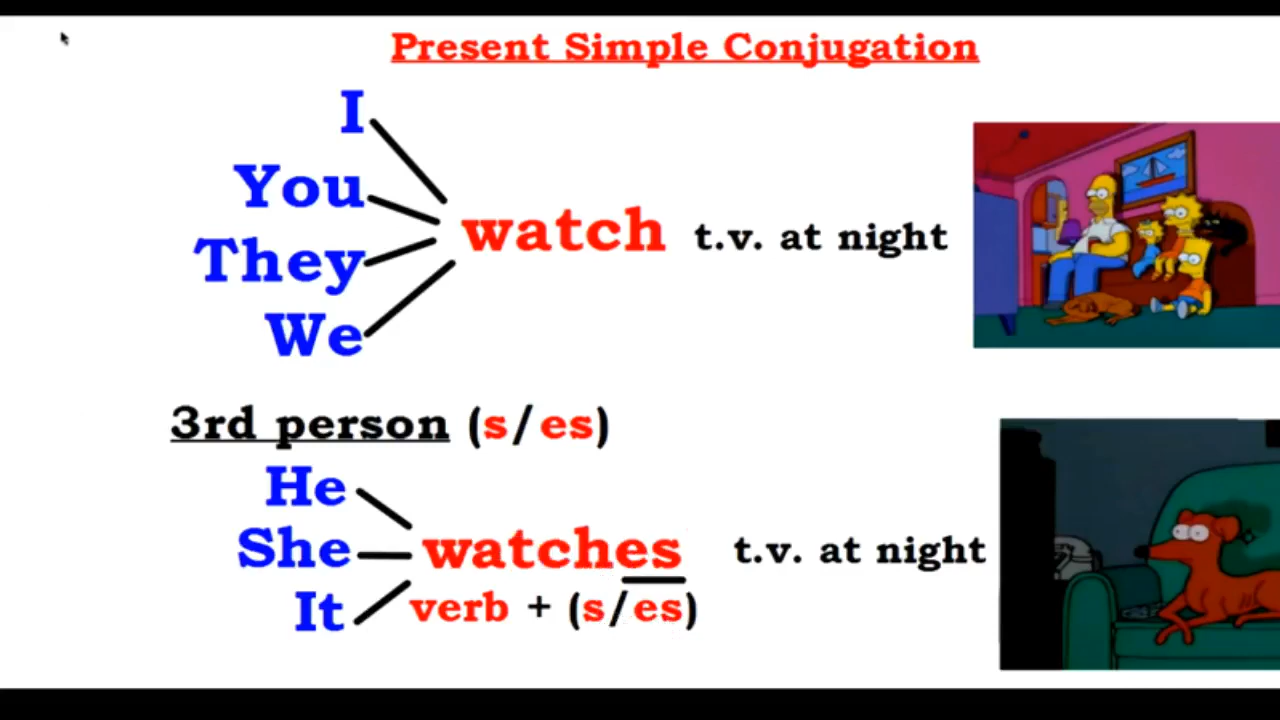 Present Simple Conjugation
I
You
They
We
watch t.v. at night
3rd person (s/es)
He
She
It
watches t.v. at night
verb + (s/es)